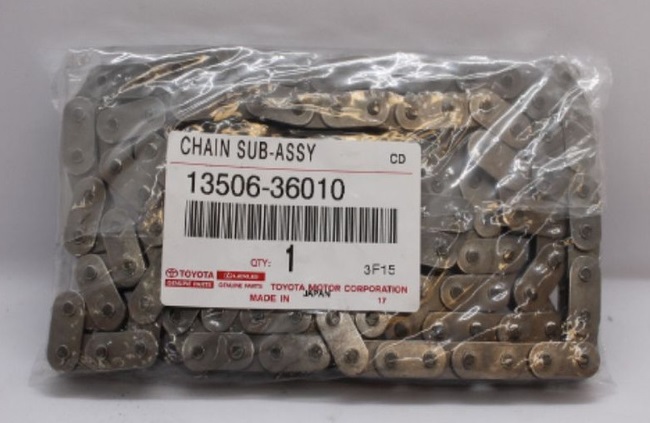 CHAIN SUB-ASSY CD
13506-36010
QTY: 1 3F15
TOYOTA LEXUS
GENUINE PARTS GENUINE PARTS TOYOTA MOTOR CORPORATION
MADE IN JAPAN 17